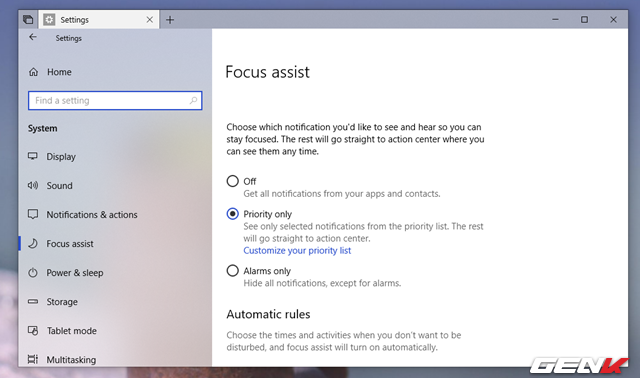 Settings
Settings
Home
Find a setting
System
Display
Sound
Notifications & actions
Focus assist
Power & sleep
Storage
Tablet mode
Multitasking
Focus assist
Choose which notification you'd like to see and hear so you can
stay focused. The rest will go straight to action center where you
can see them any time.
Off
Get all notifications from your apps and contacts.
Priority only
See only selected notifications from the priority list. The rest
will go straight to action center.
Customize your priority list
Alarms only
Hide all notifications, except for alarms.
Automatic rules
Choose the times and activities when you don't want to be
disturbed, and focus assist will turn on automatically.
GENK